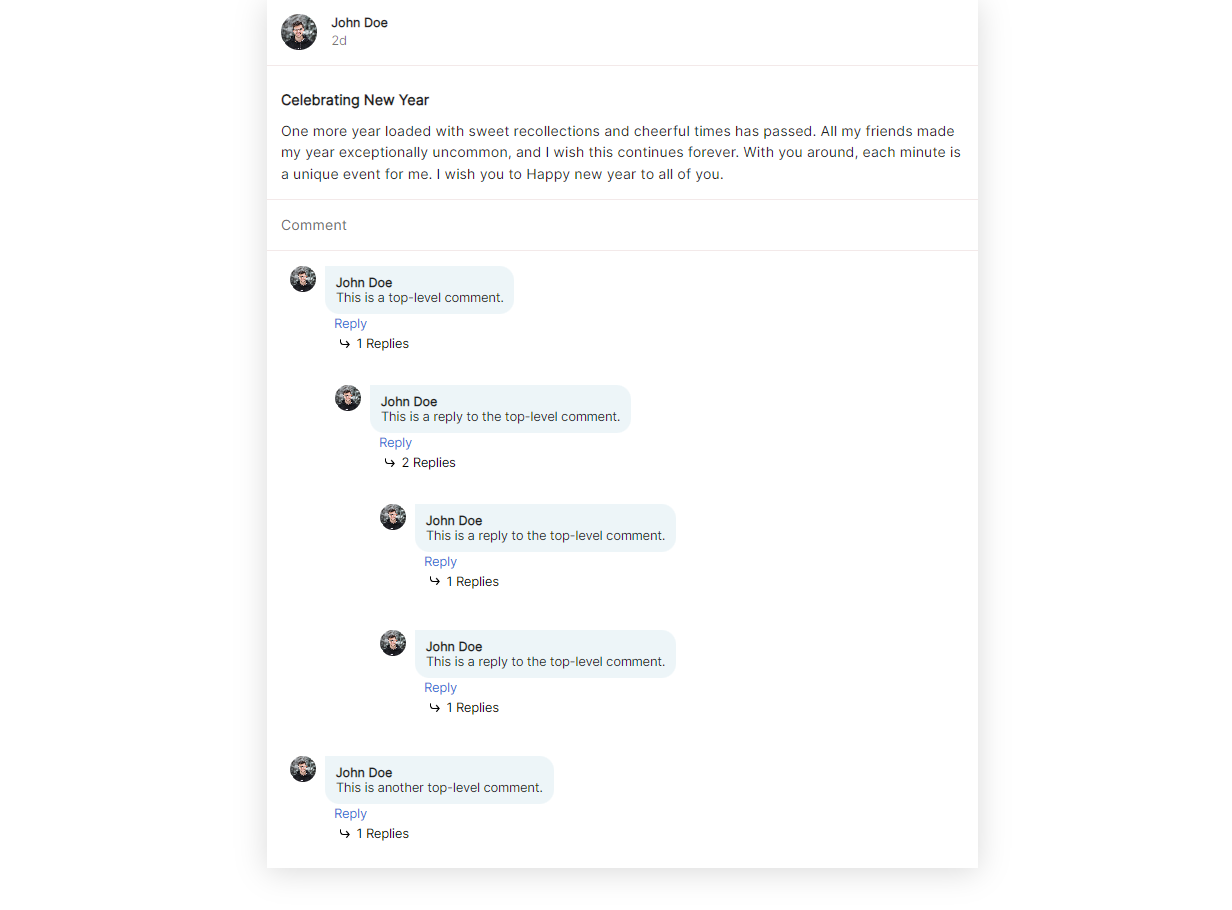 John Doe
2d
Celebrating New Year
One more year loaded with sweet recollections and cheerful times has passed. All my friends made
my year exceptionally uncommon, and I wish this continues forever. With you around, each minute is
a unique event for me. I wish you to Happy new year to all of you.
Comment
John Doe
This is a top-level comment.
Reply
1 Replies
John Doe
This is a reply to the top-level comment.
Reply
2 Replies
John Doe
This is a reply to the top-level comment.
Reply
1 Replies
John Doe
This is a reply to the top-level comment.
Reply
1 Replies
John Doe
This is another top-level comment.
Reply
1 Replies